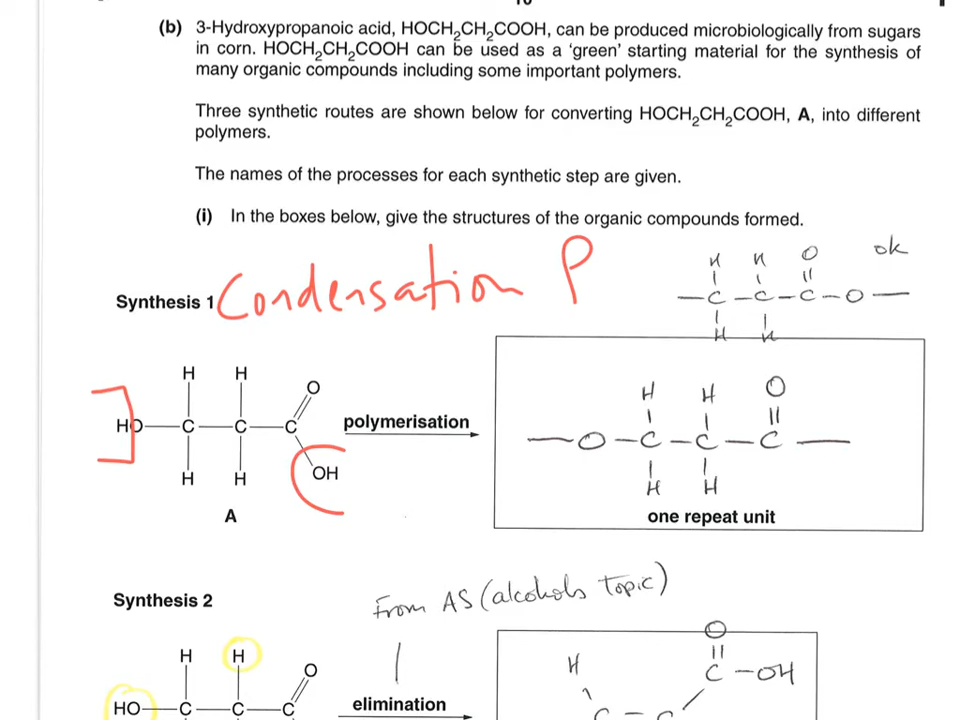 (b) 3-Hydroxypropanoic acid, HOCH₂CH₂COOH, can be produced microbiologically from sugars
in corn. HOCH₂CH₂COOH can be used as a ‘green’ starting material for the synthesis of
many organic compounds including some important polymers.
Three synthetic routes are shown below for converting HOCH₂CH₂COOH, A, into different
polymers.
The names of the processes for each synthetic step are given.
(i) In the boxes below, give the structures of the organic compounds formed.
ok
H H O
Synthesis 1 Condensation P
—C—C—C—O—
H H
H H O
H H O
HO—C—C—C polymerisation
—O—C—C—C—
H H OH
H H
A
one repeat unit
Synthesis 2
From AS (alcohols topic)
H H O
H C—OH
O
HO—C—C—C elimination
C—C